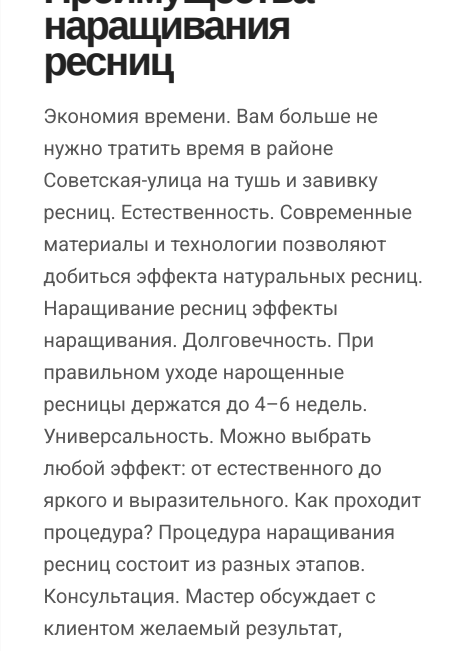 Преимущества
наращивания
ресниц
Экономия времени. Вам больше не
нужно тратить время в районе
Советская-улица на тушь и завивку
ресниц. Естественность. Современные
материалы и технологии позволяют
добиться эффекта натуральных ресниц.
Наращивание ресниц эффекты
наращивания. Долговечность. При
правильном уходе нарощенные
ресницы держатся до 4–6 недель.
Универсальность. Можно выбрать
любой эффект: от естественного до
яркого и выразительного. Как проходит
процедура? Процедура наращивания
ресниц состоит из разных этапов.
Консультация. Мастер обсуждает с
клиентом желаемый результат,